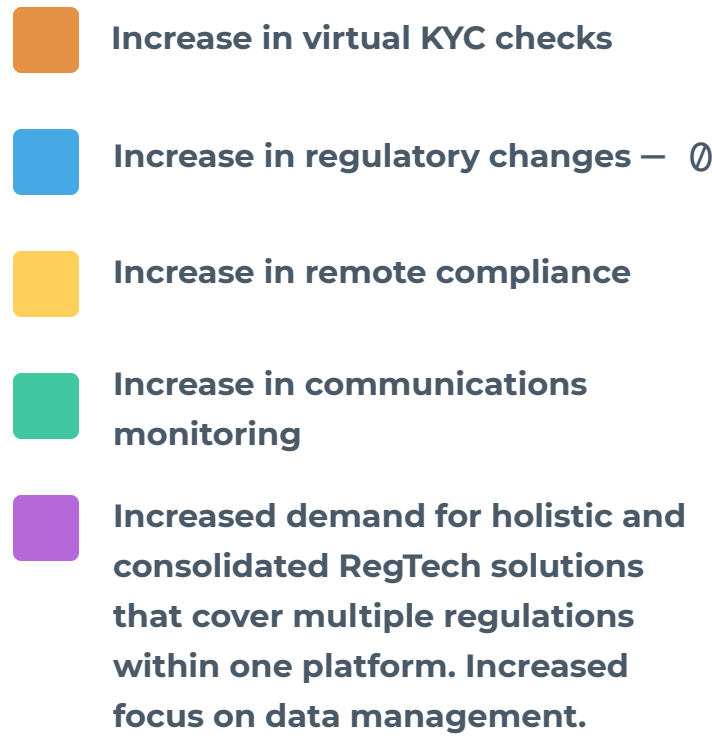 Increase in virtual KYC checks
Increase in regulatory changes — 0
Increase in remote compliance
Increase in communications
monitoring
Increased demand for holistic and
consolidated RegTech solutions
that cover multiple regulations
within one platform. Increased
focus on data management.